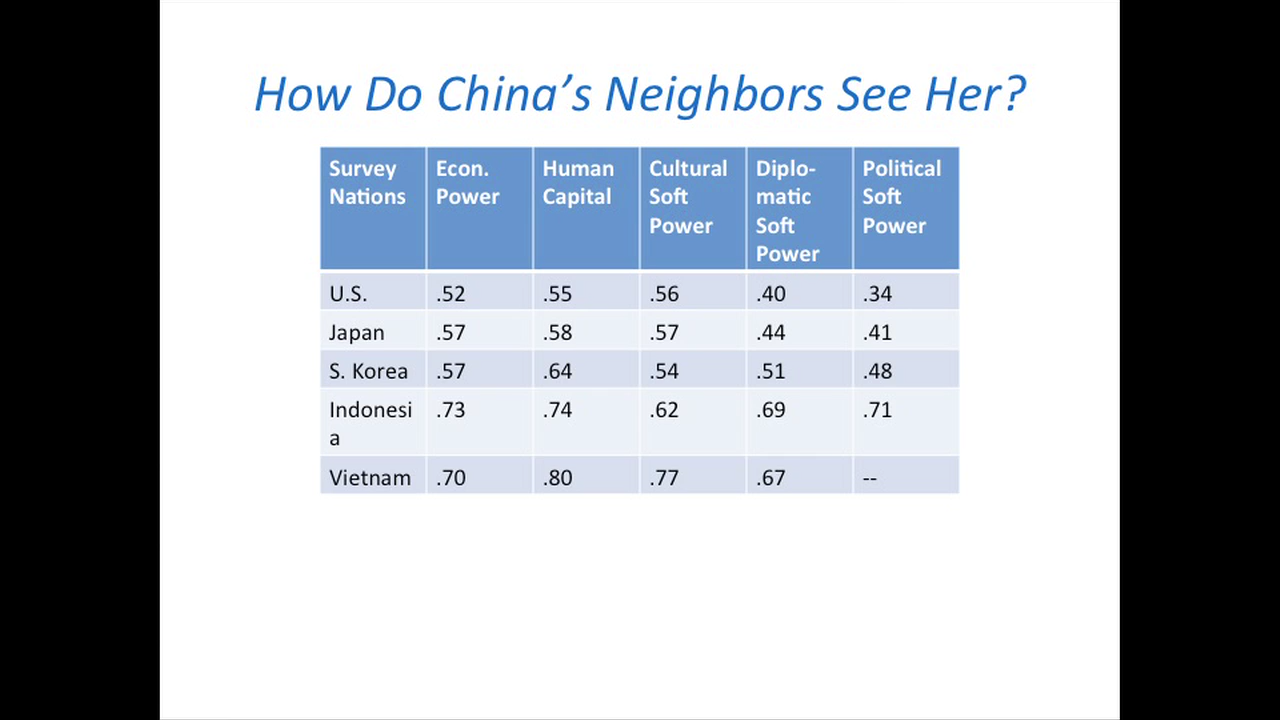 How Do China's Neighbors See Her?
Survey Nations Econ. Power Human Capital Cultural Soft Power Diplo-matic Soft Power Political Soft Power
U.S. .52 .55 .56 .40 .34
Japan .57 .58 .57 .44 .41
S. Korea .57 .64 .54 .51 .48
Indonesia .73 .74 .62 .69 .71
Vietnam .70 .80 .77 .67 --